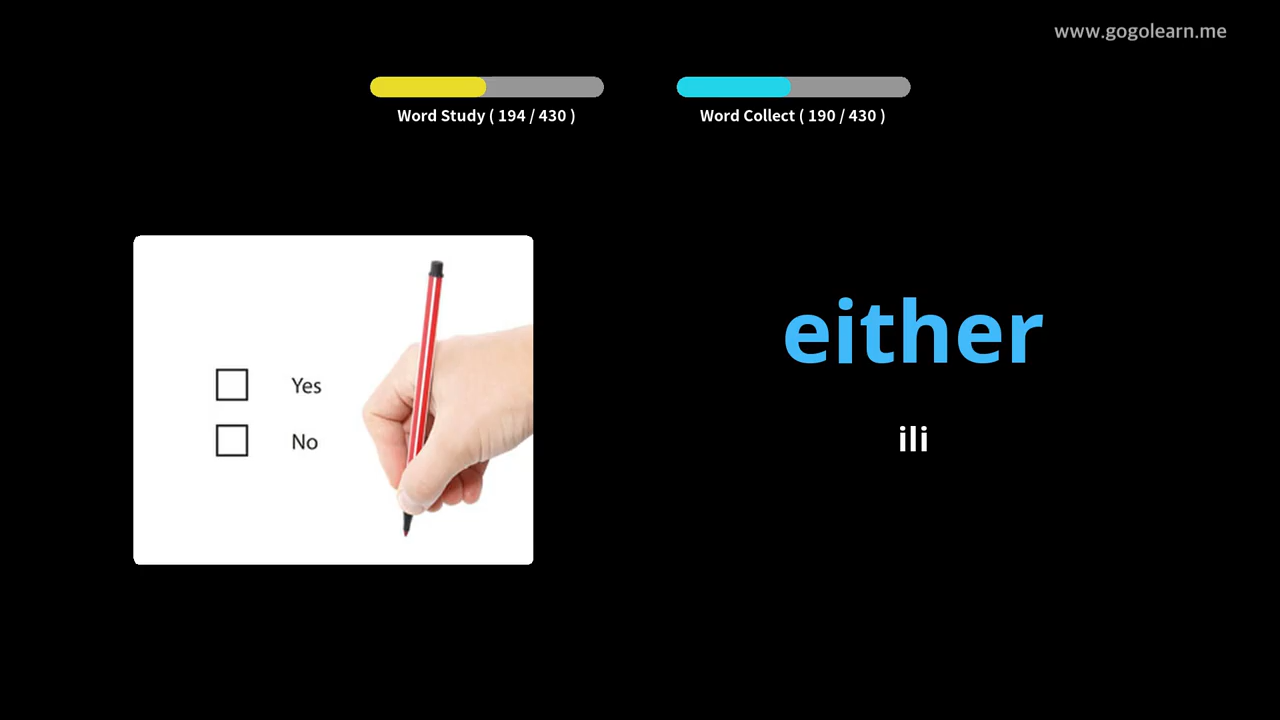 www.gogolearn.me
Word Study ( 194 / 430 )
Word Collect ( 190 / 430 )
Yes
No
either
ili